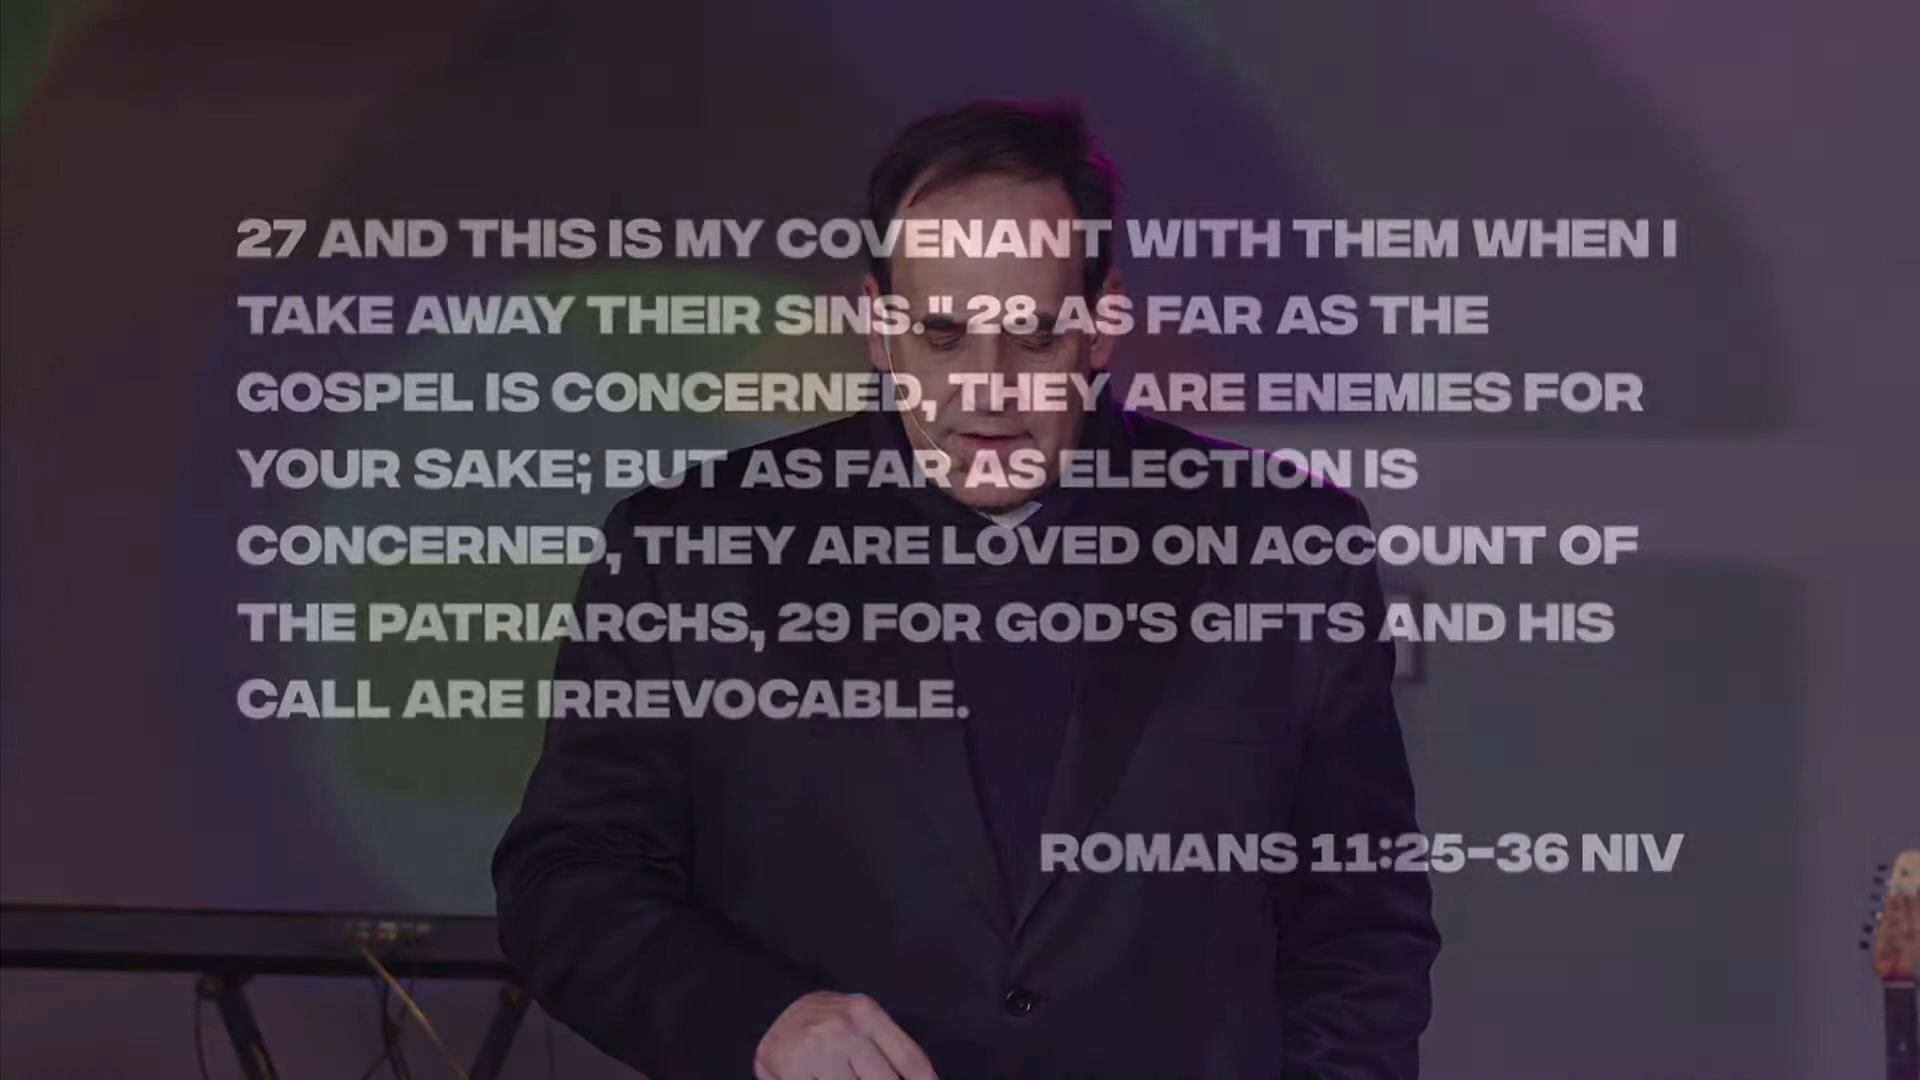 27 AND THIS IS MY COVENANT WITH THEM WHEN I
TAKE AWAY THEIR SINS." 28 AS FAR AS THE
GOSPEL IS CONCERNED, THEY ARE ENEMIES FOR
YOUR SAKE; BUT AS FAR AS ELECTION IS
CONCERNED, THEY ARE LOVED ON ACCOUNT OF
THE PATRIARCHS, 29 FOR GOD'S GIFTS AND HIS
CALL ARE IRREVOCABLE.
ROMANS 11:25-36 NIV